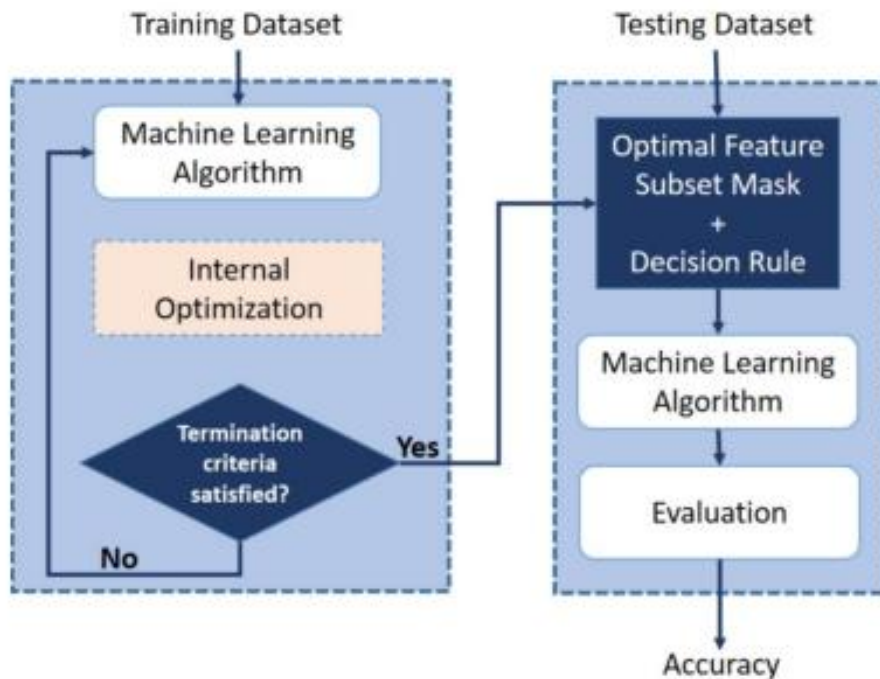 Training Dataset
Machine Learning
Algorithm
Internal
Optimization
Termination
criteria
satisfied?
Yes
No
Testing Dataset
Optimal Feature
Subset Mask
+
Decision Rule
Machine Learning
Algorithm
Evaluation
Accuracy